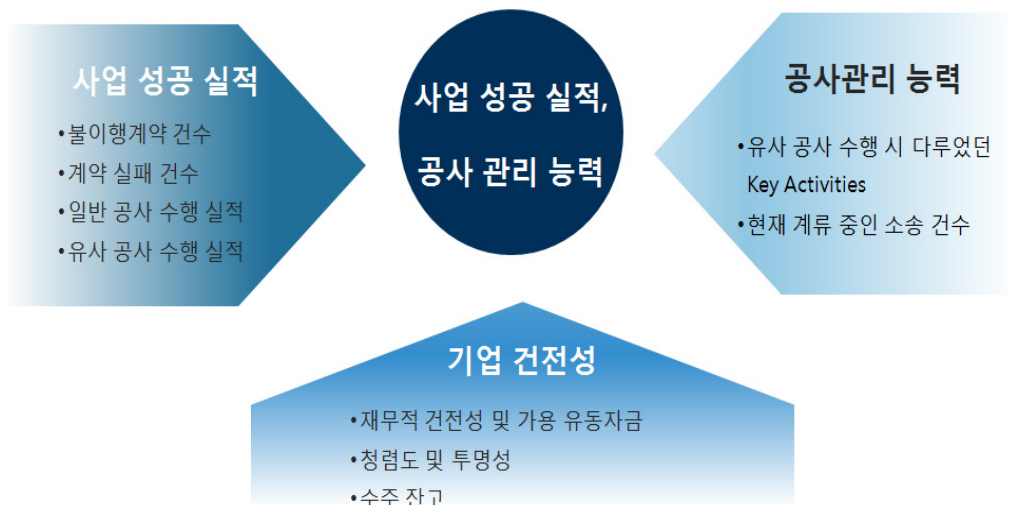 사업 성공 실적
•불이행계약 건수
•계약 실패 건수
•일반 공사 수행 실적
•유사 공사 수행 실적
사업 성공 실적,
공사 관리 능력
공사관리 능력
•유사 공사 수행 시 다루었던
Key Activities
•현재 계류 중인 소송 건수
기업 건전성
•재무적 건전성 및 가용 유동자금
•청렴도 및 투명성
•수주 잔고